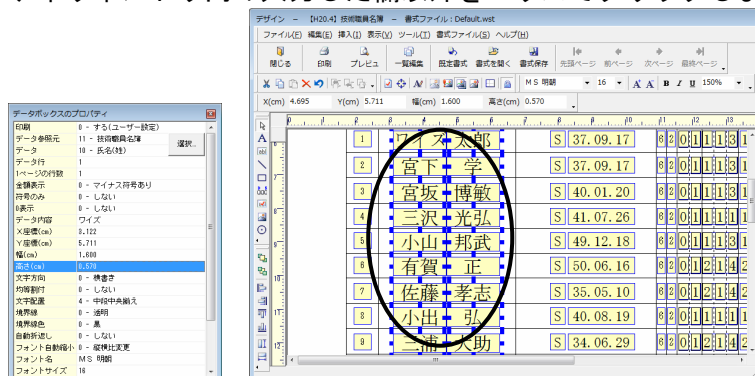 デザイン － 【H20.4】技術職員名簿 － 書式ファイル：Default.wst
ファイル(F) 編集(E) 挿入(I) 表示(V) ツール(T) 書式ファイル(S) ヘルプ(H)
閉じる 印刷 プレビュ 一覧編集 既定書式 書式を開く 書式保存 先頭ページ 前ページ 次ページ 最終ページ
ＭＳ 明朝 16 A A B I U 150%
X(cm) 4.695 Y(cm) 5.711 幅(cm) 1.600 高さ(cm) 0.570
1 ワイズ 太郎 S 37.09.17
2 宮下 学 S 37.09.17
3 宮坂 博敏 S 40.01.20
4 三沢 光弘 S 41.07.26
5 小山 邦武 S 49.12.18
6 有賀 正 S 50.06.16
7 佐藤 孝志 S 35.05.10
8 小出 弘 S 40.08.19
9 三浦 大助 S 34.06.29
データボックスのプロパティ
印刷 0 - する(ユーザー設定)
データ参照元 11 - 技術職員名簿
選択..
データ 10 - 氏名(姓)
データ行 1
1ページの行数 1
金額表示 0 - マイナス符号あり
符号のみ 0 - しない
0表示 0 - しない
データ内容 ワイズ
X座標(cm) 3.122
Y座標(cm) 5.711
幅(cm) 1.600
高さ(cm) 0.570
文字方向 0 - 横書き
均等割付 0 - しない
文字配置 4 - 中段中央揃え
境界線 0 - 透明
境界線色 0 - 黒
自動折返し 0 - しない
フォント自動縮小 0 - 縦横比変更
フォント名 ＭＳ 明朝
フォントサイズ 16